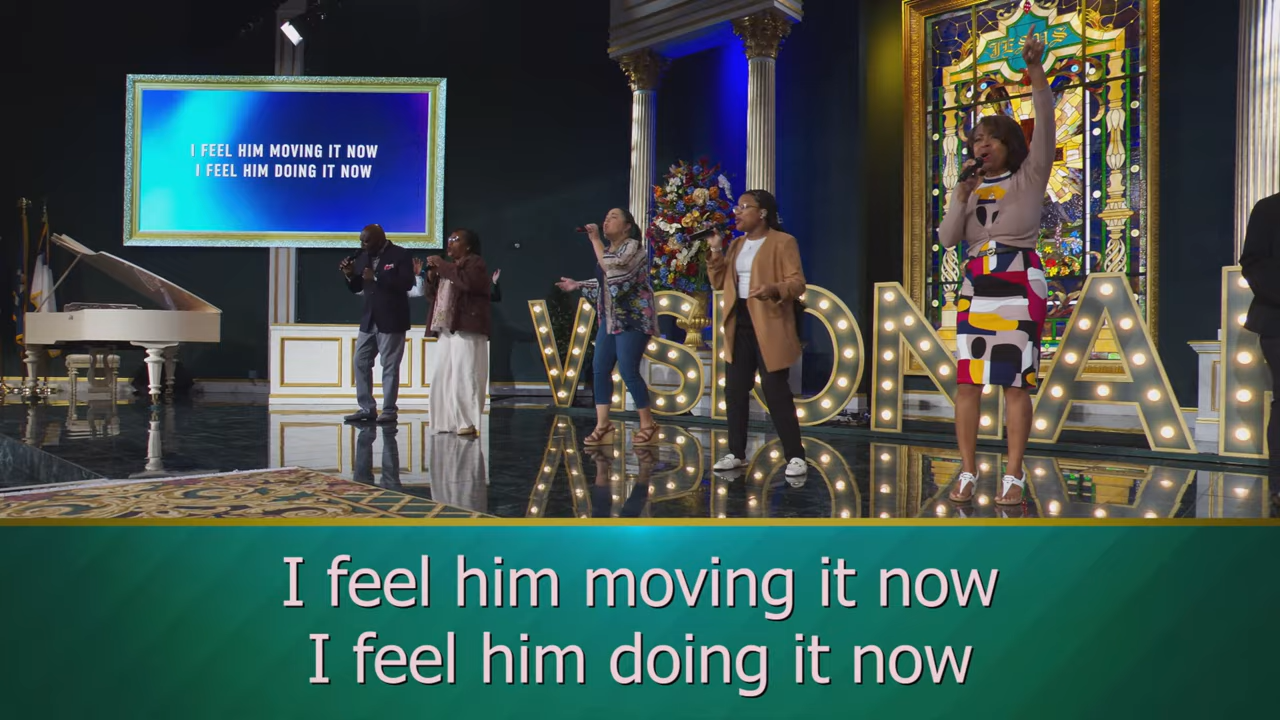 I FEEL HIM MOVING IT NOW
I FEEL HIM DOING IT NOW
JESUS
I feel him moving it now
I feel him doing it now